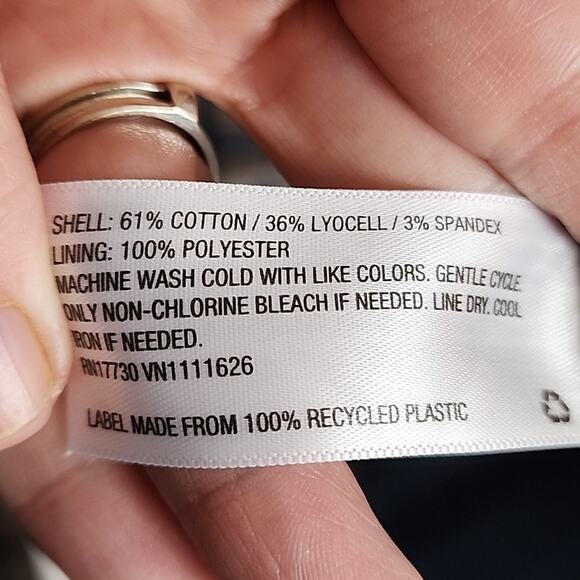 SHELL: 61% COTTON / 36% LYOCELL / 3% SPANDEX
LINING: 100% POLYESTER
MACHINE WASH COLD WITH LIKE COLORS. GENTLE CYCLE.
ONLY NON-CHLORINE BLEACH IF NEEDED. LINE DRY. COOL
IRON IF NEEDED.
RN17730 VN1111626
LABEL MADE FROM 100% RECYCLED PLASTIC